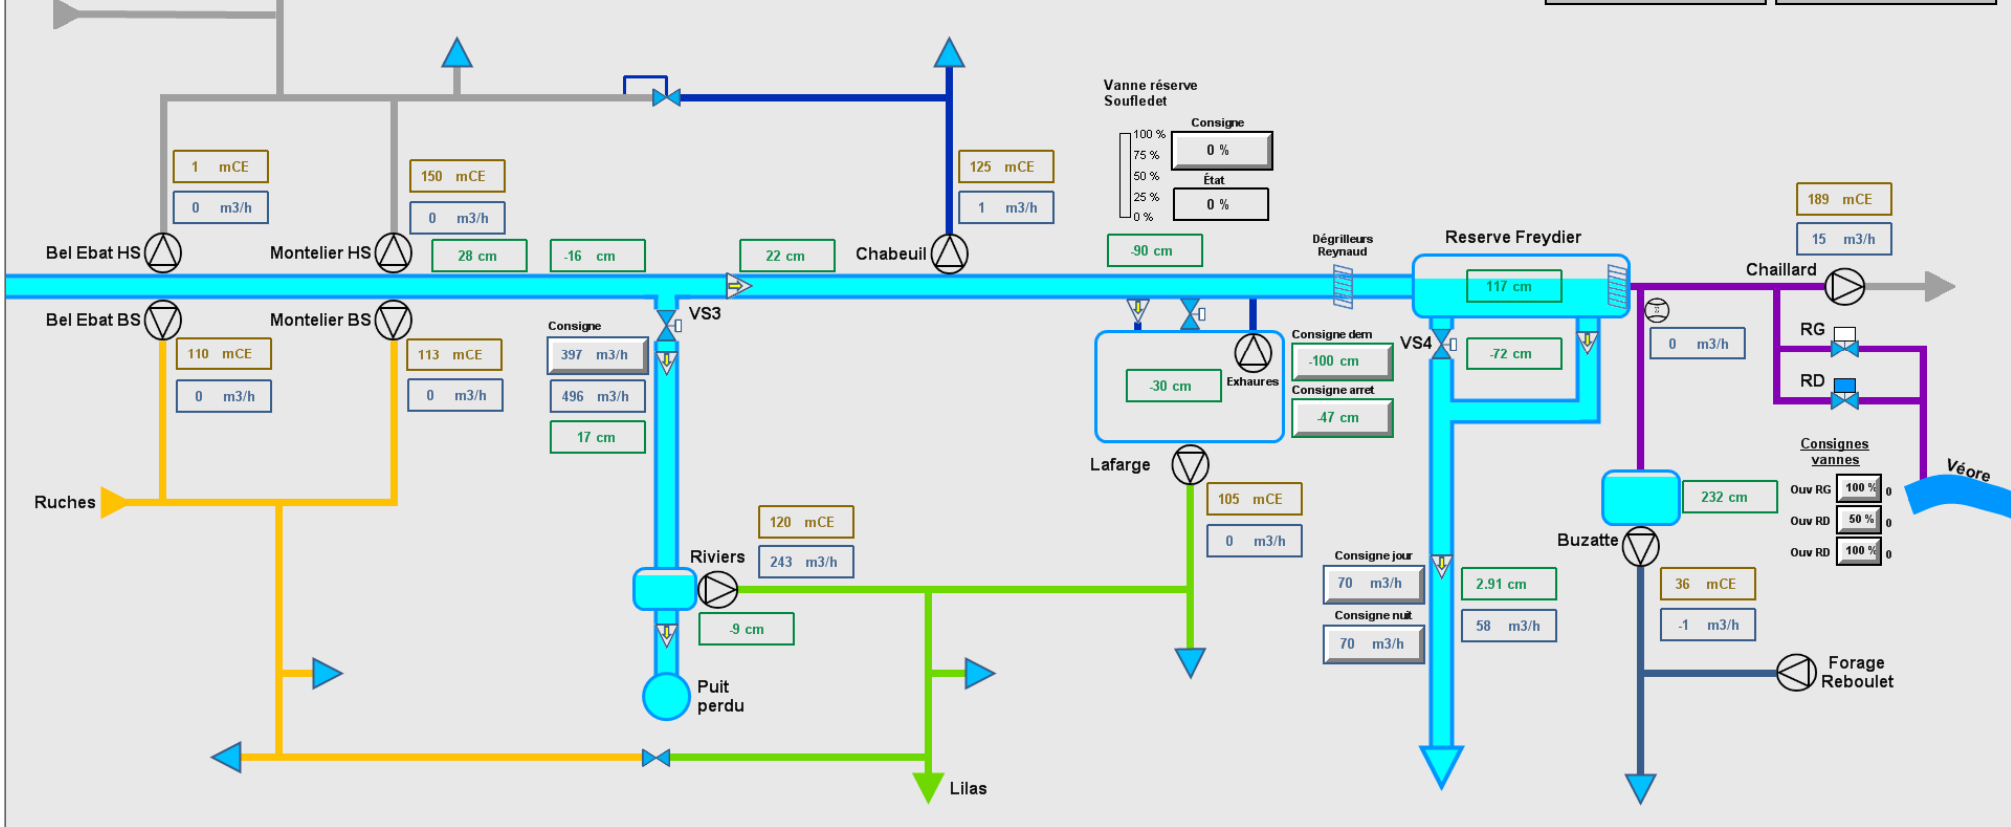 Vanne réserve
Soufledet
Consigne
100 %
75 %
50 %
25 %
0 %
0 %
État
0 %
1 mCE
0 m3/h
150 mCE
0 m3/h
125 mCE
1 m3/h
189 mCE
15 m3/h
Bel Ebat HS
Montelier HS
28 cm
-16 cm
22 cm
Chabeuil
-90 cm
Dégrilleurs
Reynaud
Reserve Freydier
117 cm
Chaillard
Bel Ebat BS
Montelier BS
VS3
110 mCE
0 m3/h
113 mCE
0 m3/h
Consigne
397 m3/h
496 m3/h
17 cm
-30 cm
Exhaures
Consigne dem
-100 cm
Consigne arret
-47 cm
VS4
-72 cm
0 m3/h
RG
RD
Consignes
vannes
Ouv RG 100 % 0
Ouv RD 50 % 0
Ouv RD 100 % 0
Véore
Ruches
Lafarge
105 mCE
0 m3/h
232 cm
Buzatte
120 mCE
243 m3/h
Riviers
-9 cm
Consigne jour
70 m3/h
Consigne nuit
70 m3/h
2.91 cm
58 m3/h
36 mCE
-1 m3/h
Forage
Reboulet
Puit
perdu
Lilas